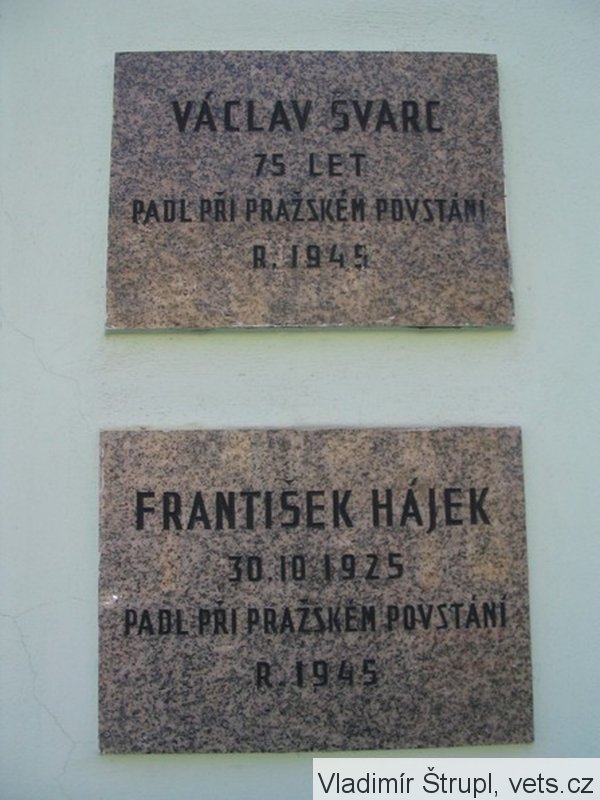 VÁCLAV ŠVARC
75 LET
PADL PŘI PRAŽSKÉM POVSTÁNÍ
R. 1945
FRANTIŠEK HÁJEK
30.10.1925
PADL PŘI PRAŽSKÉM POVSTÁNÍ
R. 1945
Vladimír Štrupl, vets.cz